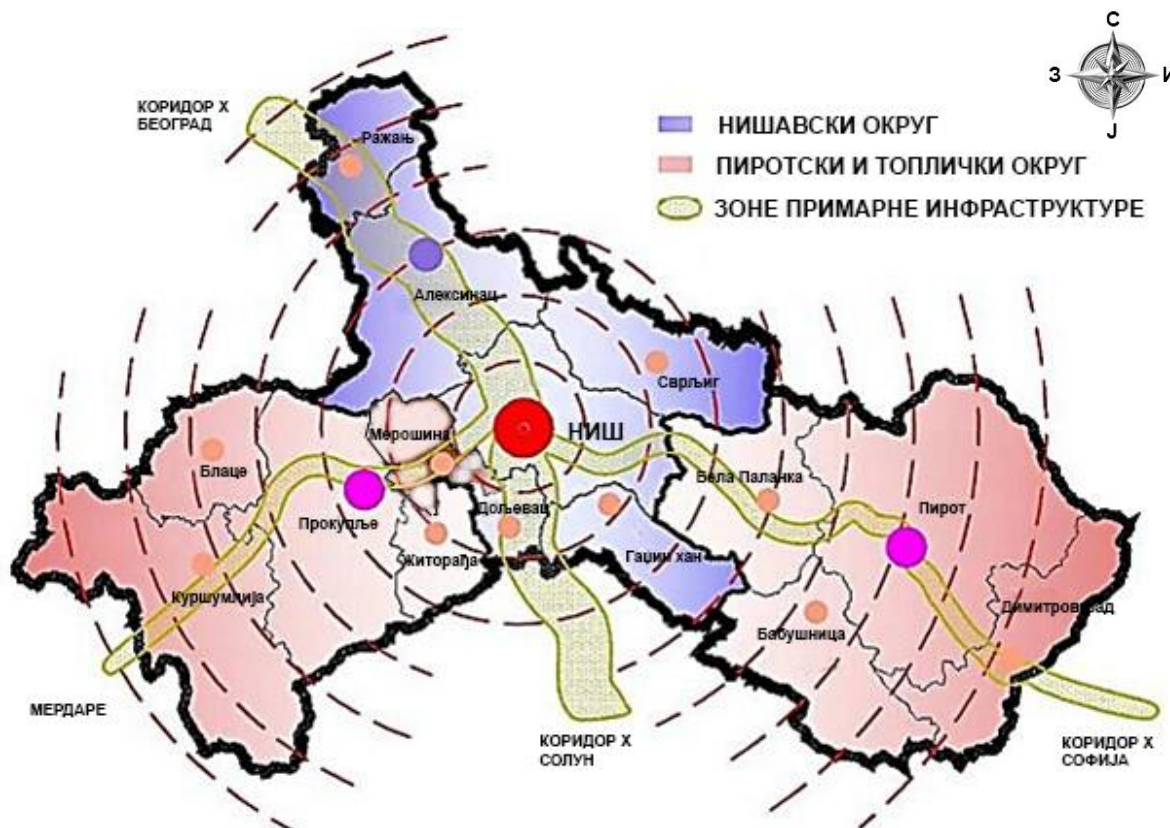 С
З
И
Ј
КОРИДОР X
БЕОГРАД
НИШАВСКИ ОКРУГ
ПИРОТСКИ И ТОПЛИЧКИ ОКРУГ
ЗОНЕ ПРИМАРНЕ ИНФРАСТРУКТУРЕ
Ражањ
Алексинац
Сврљиг
Мерошина
НИШ
Блаце
Бела Паланка
Прокупље
Дољевац
Пирот
Житорађа
Гаџин хан
Куршумлија
Димитровград
Бабушница
МЕРДАРЕ
КОРИДОР X
СОЛУН
КОРИДОР X
СОФИЈА